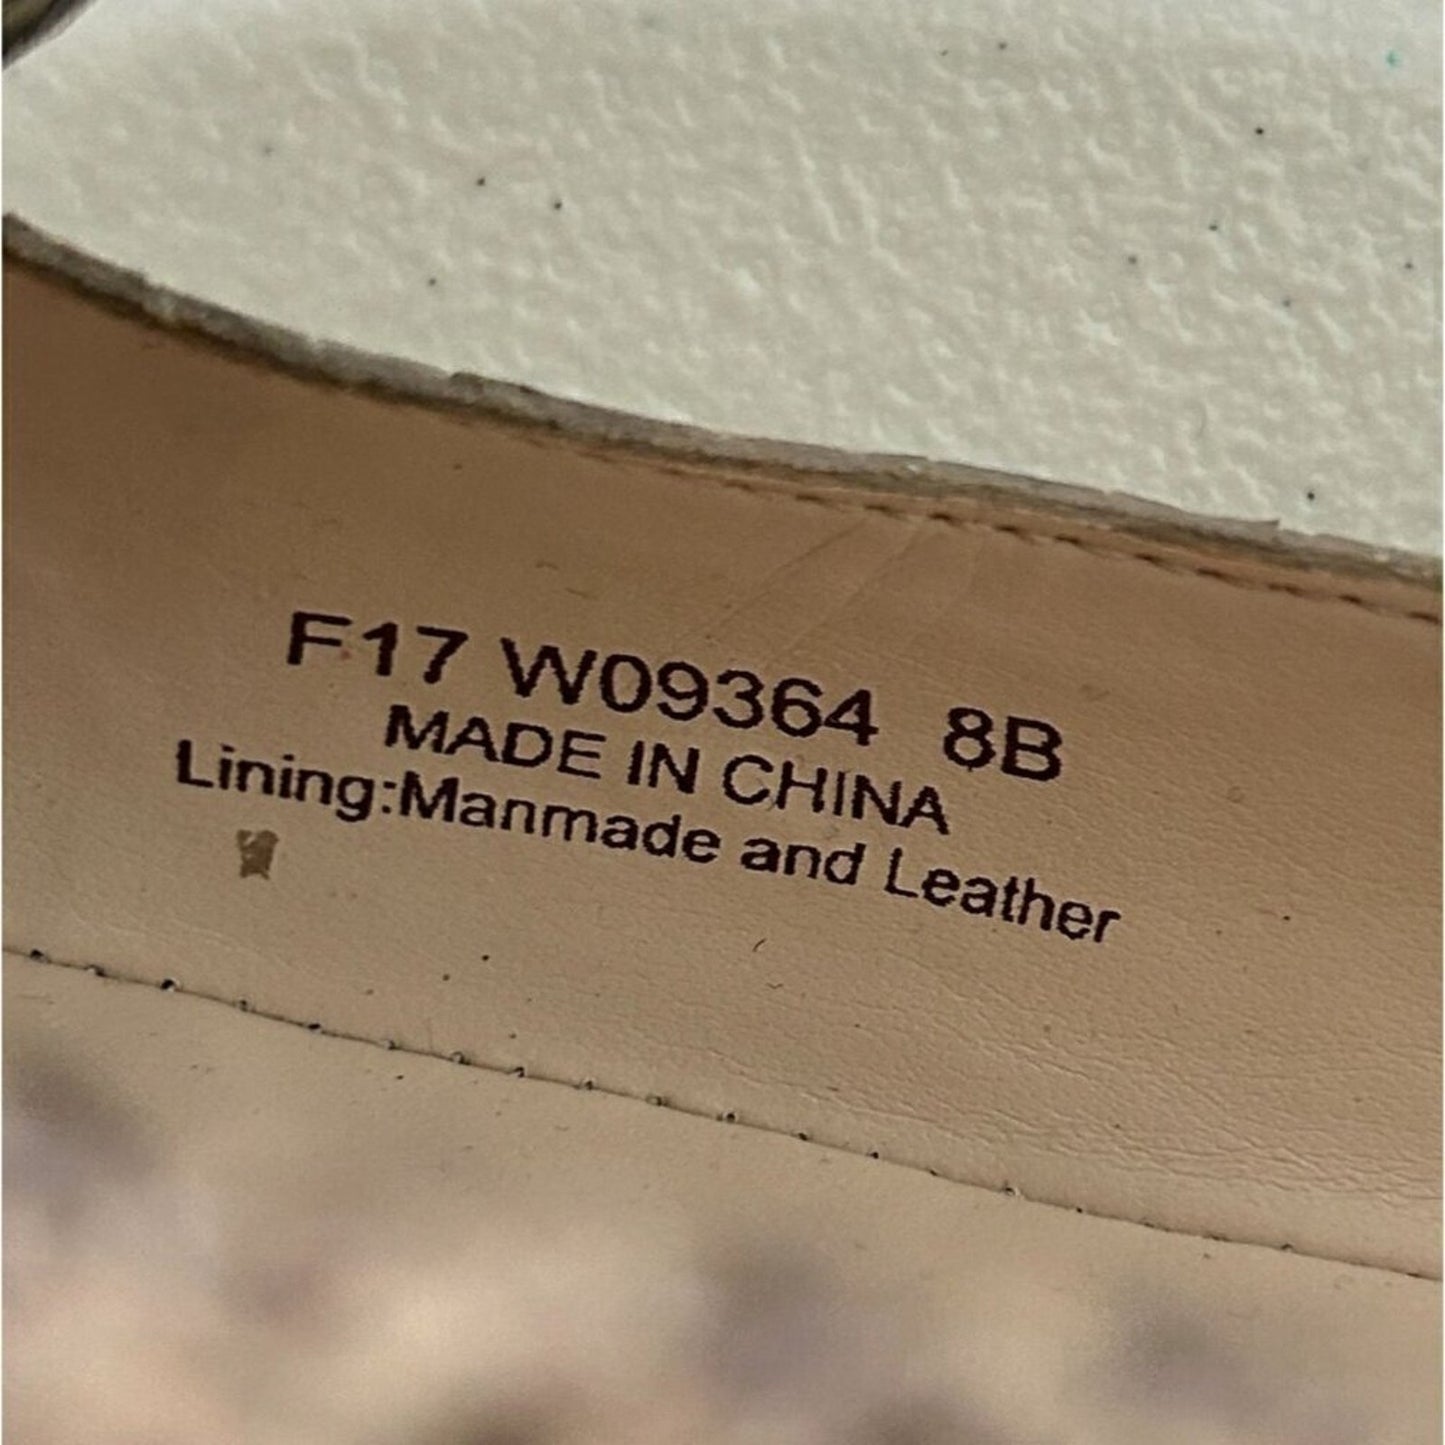 F17 W09364 8B
MADE IN CHINA
Lining:Manmade and Leather